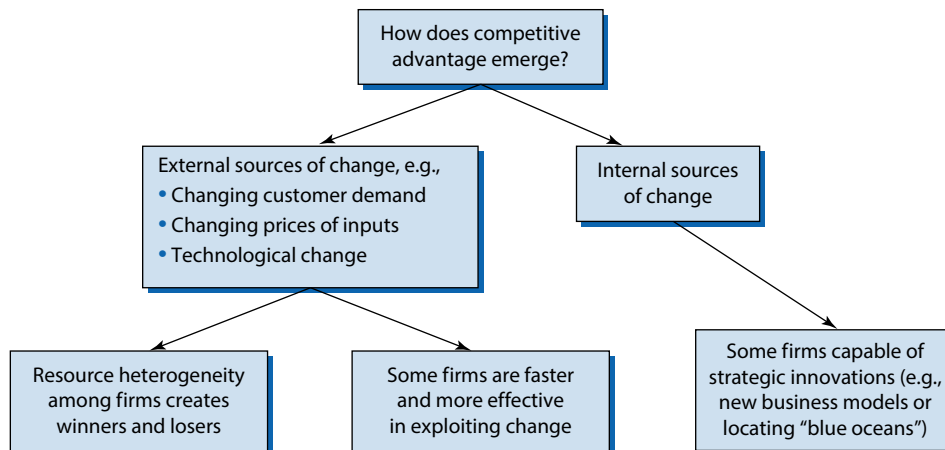 How does competitive
advantage emerge?
External sources of change, e.g.,
• Changing customer demand
• Changing prices of inputs
• Technological change
Internal sources
of change
Resource heterogeneity
among firms creates
winners and losers
Some firms are faster
and more effective
in exploiting change
Some firms capable of
strategic innovations (e.g.,
new business models or
locating “blue oceans”)